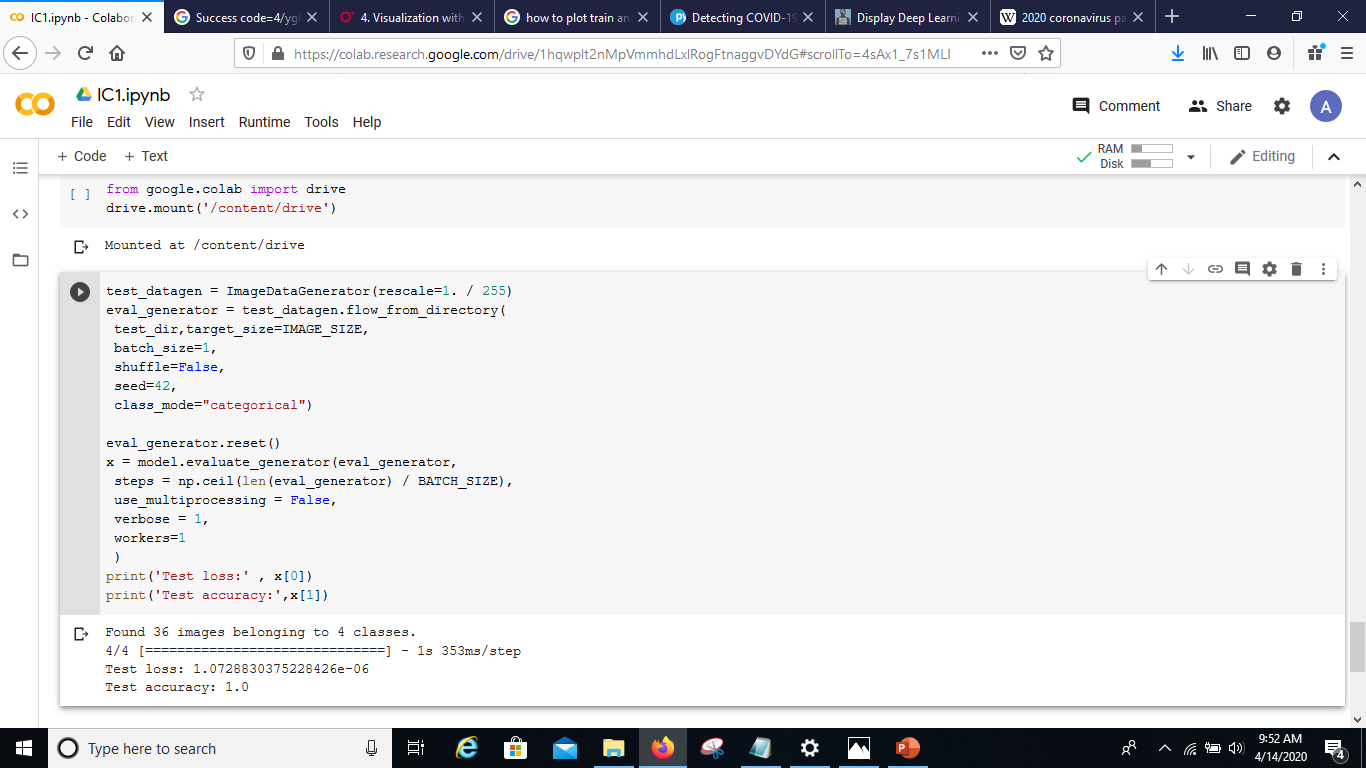 IC1.ipynb - Colabor
Success code=4/ygl
4. Visualization with
how to plot train an
Detecting COVID-19
Display Deep Learni
2020 coronavirus pa
https://colab.research.google.com/drive/1hqwplt2nMpVmmhdLxlRogFtnaggvDYdG#scrollTo=4sAx1_7s1MLI
IC1.ipynb
File Edit View Insert Runtime Tools Help
Comment Share A
+ Code + Text
RAM
Disk
Editing
[ ] from google.colab import drive
drive.mount('/content/drive')
Mounted at /content/drive
test_datagen = ImageDataGenerator(rescale=1. / 255)
eval_generator = test_datagen.flow_from_directory(
test_dir,target_size=IMAGE_SIZE,
batch_size=1,
shuffle=False,
seed=42,
class_mode="categorical")
eval_generator.reset()
x = model.evaluate_generator(eval_generator,
steps = np.ceil(len(eval_generator) / BATCH_SIZE),
use_multiprocessing = False,
verbose = 1,
workers=1
)
print('Test loss:' , x[0])
print('Test accuracy:',x[1])
Found 36 images belonging to 4 classes.
4/4 [==============================] - 1s 353ms/step
Test loss: 1.0728830375228426e-06
Test accuracy: 1.0
Type here to search
9:52 AM
4/14/2020
4